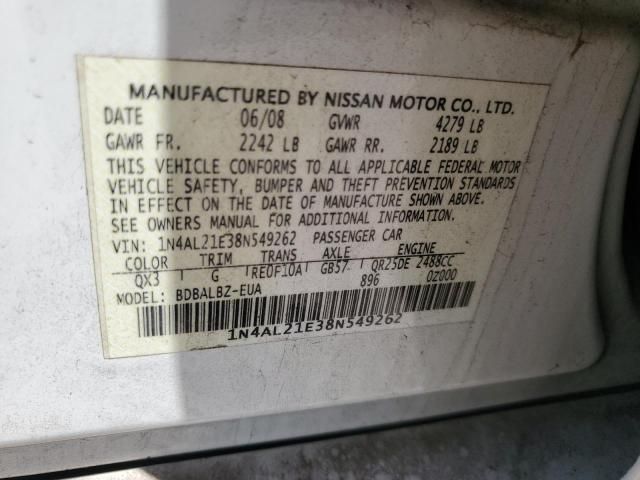 MANUFACTURED BY NISSAN MOTOR CO., LTD.
DATE 06/08 GVWR 4279 LB
GAWR FR. 2242 LB GAWR RR. 2189 LB
THIS VEHICLE CONFORMS TO ALL APPLICABLE FEDERAL MOTOR
VEHICLE SAFETY, BUMPER AND THEFT PREVENTION STANDARDS
IN EFFECT ON THE DATE OF MANUFACTURE SHOWN ABOVE.
SEE OWNERS MANUAL FOR ADDITIONAL INFORMATION.
VIN: 1N4AL21E38N549262 PASSENGER CAR
COLOR TRIM TRANS AXLE ENGINE
QX3 G RE0F10A GB57 QR25DE 2488CC
MODEL: BDBALBZ-EUA 896 0Z000
1N4AL21E38N549262